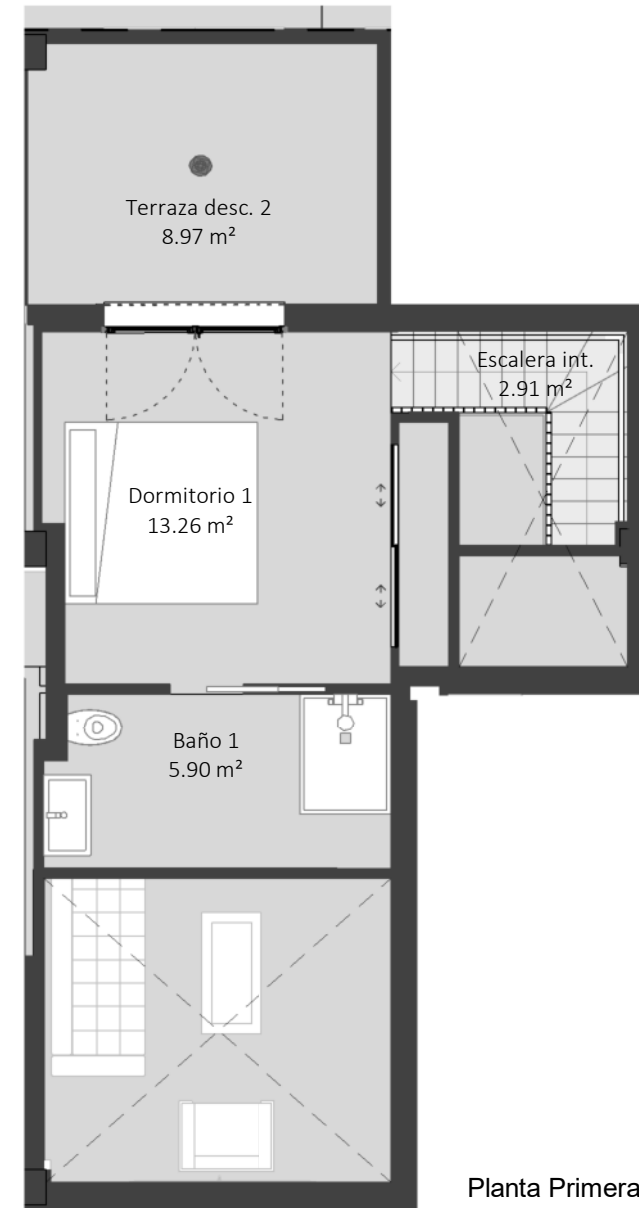 Terraza desc. 2
8.97 m²
Escalera int.
2.91 m²
Dormitorio 1
13.26 m²
Baño 1
5.90 m²
Planta Primera